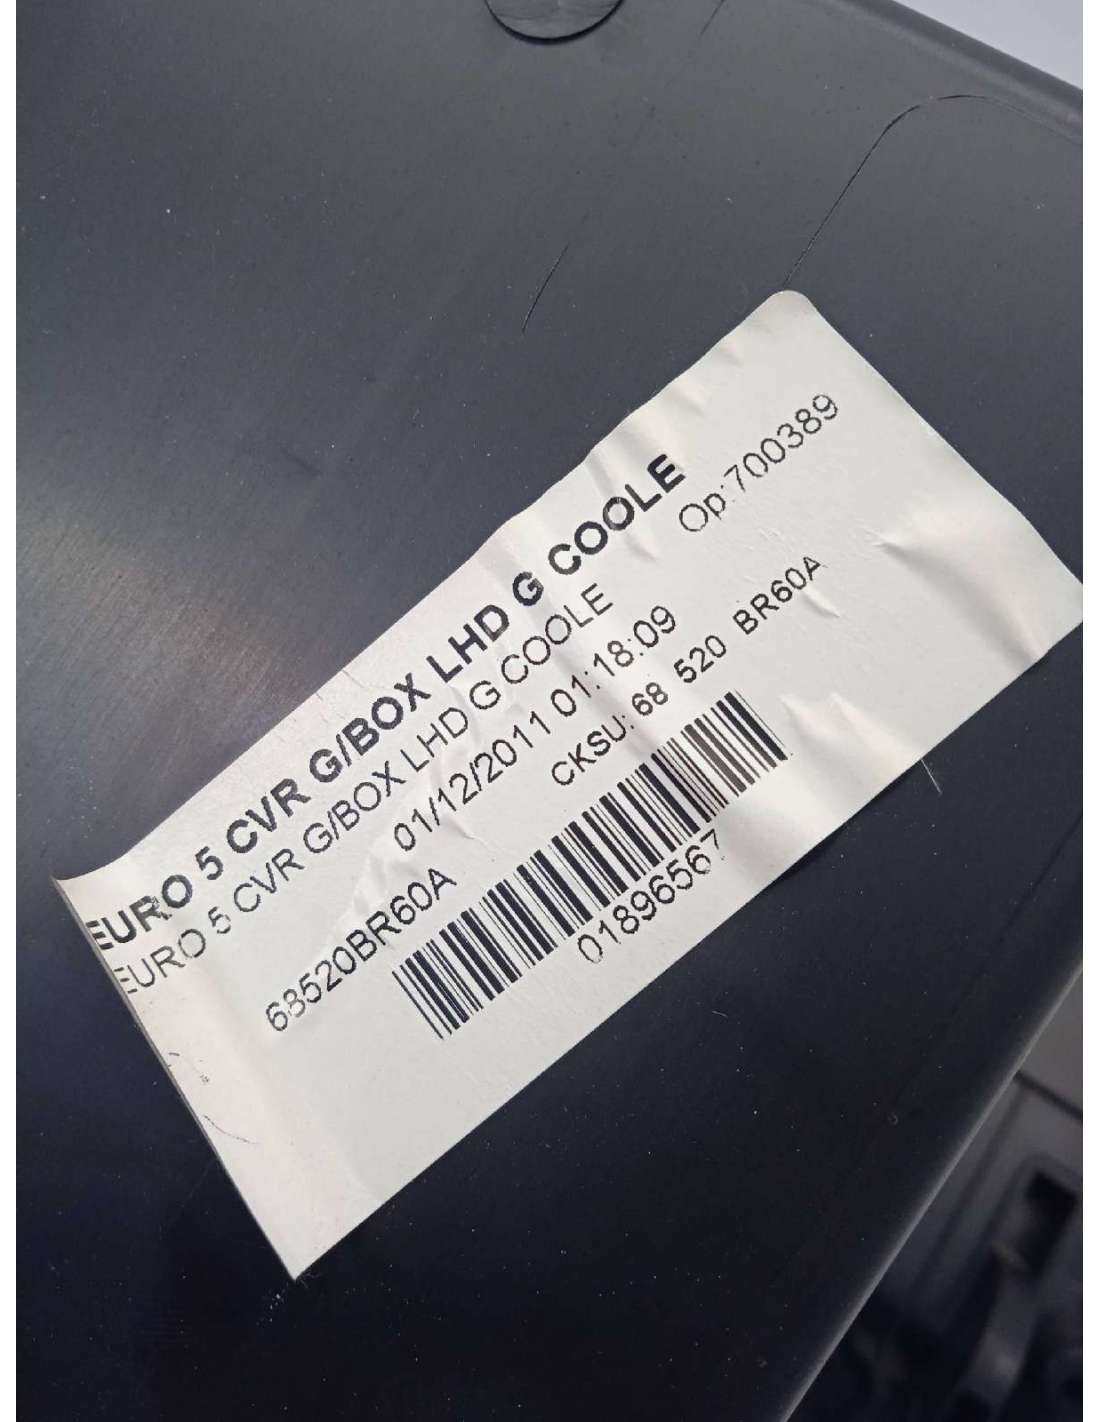 EURO 5 CVR G/BOX LHD G COOLE
EURO 5 CVR G/BOX LHD G COOLE
Op:700389
01/12/2011 01:18:09
68520BR60A
CKSU: 68 520 BR60A
01896567